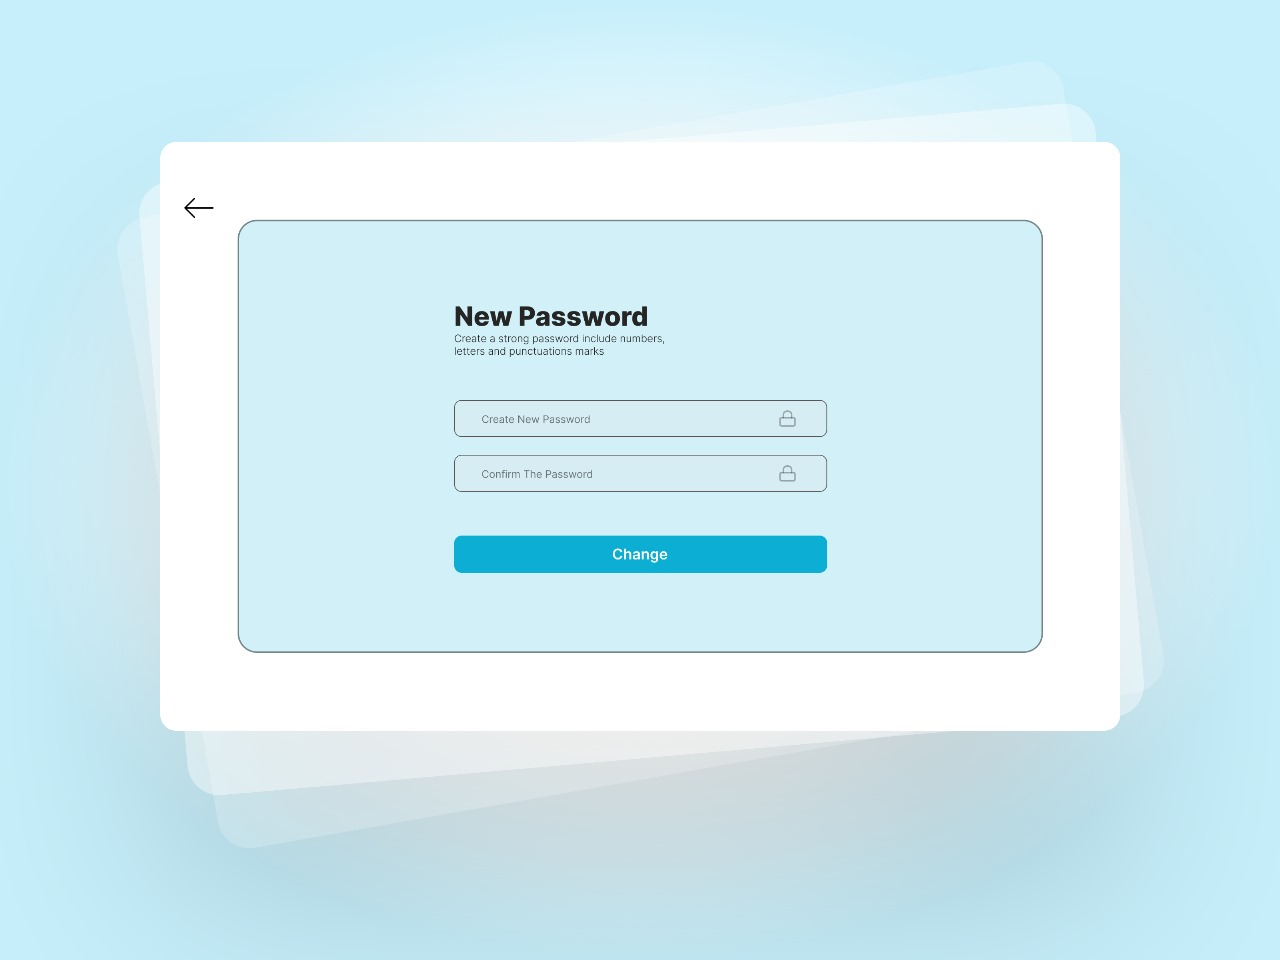 New Password
Create a strong password include numbers,
letters and punctuations marks
Create New Password
Confirm The Password
Change